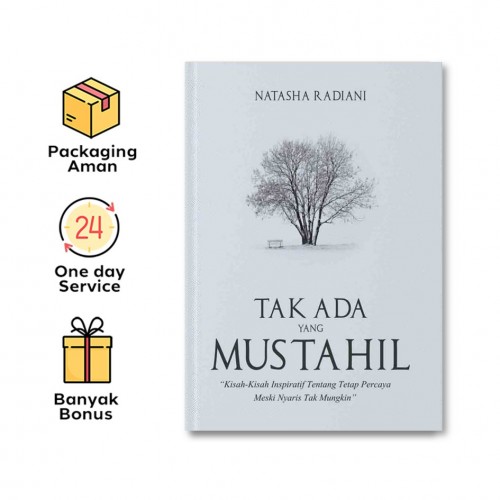 Packaging
Aman
24
One day
Service
Banyak
Bonus
NATASHA RADIANI
TAK ADA
YANG
MUSTAHIL
“Kisah-Kisah Inspiratif Tentang Tetap Percaya
Meski Nyaris Tak Mungkin”